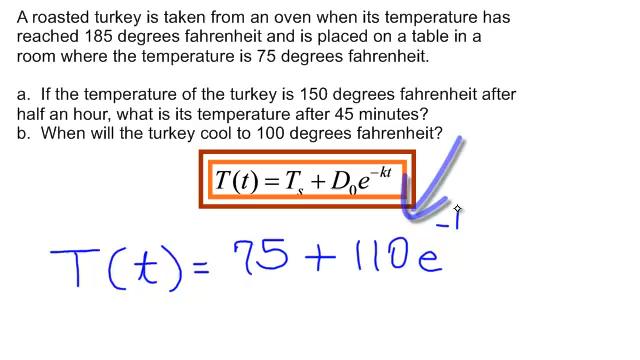 A roasted turkey is taken from an oven when its temperature has
reached 185 degrees fahrenheit and is placed on a table in a
room where the temperature is 75 degrees fahrenheit.
a. If the temperature of the turkey is 150 degrees fahrenheit after
half an hour, what is its temperature after 45 minutes?
b. When will the turkey cool to 100 degrees fahrenheit?
T(t) = Tₛ + D₀e⁻ᵏᵗ
T(t) = 75 + 110e⁻